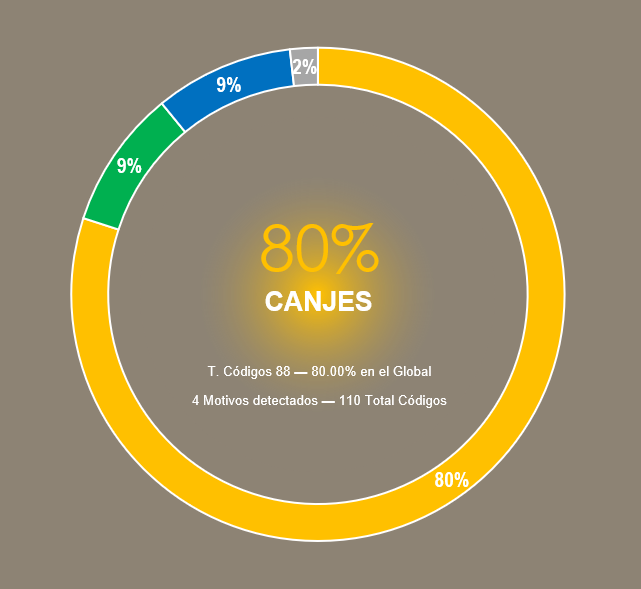 2%
9%
9%
80%
CANJES
T. Códigos 88 — 80.00% en el Global
4 Motivos detectados — 110 Total Códigos
80%